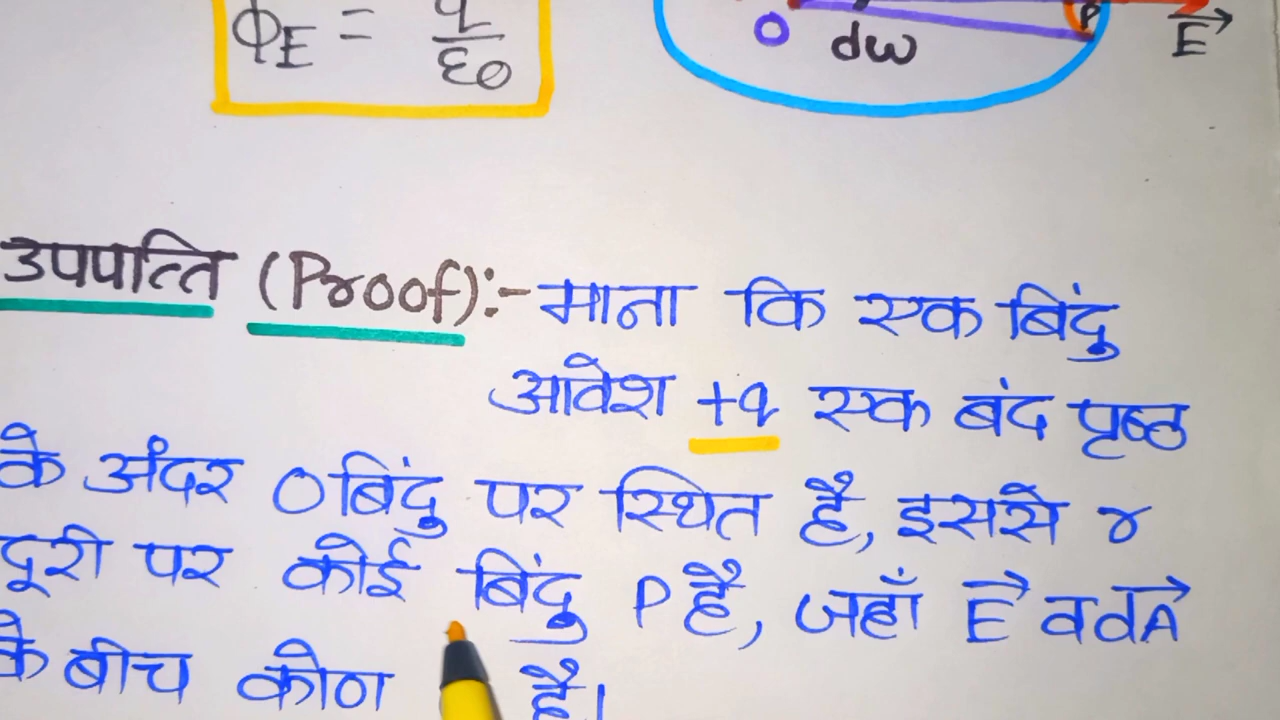 ΦE = q/ε0
O dω P E→
उपपत्ति (Proof):- माना कि एक बिंदु
आवेश +q एक बंद पृष्ठ
के अंदर O बिंदु पर स्थित है, इससे r
दूरी पर कोई बिंदु P है, जहाँ E→ व dA→
के बीच कोण है।